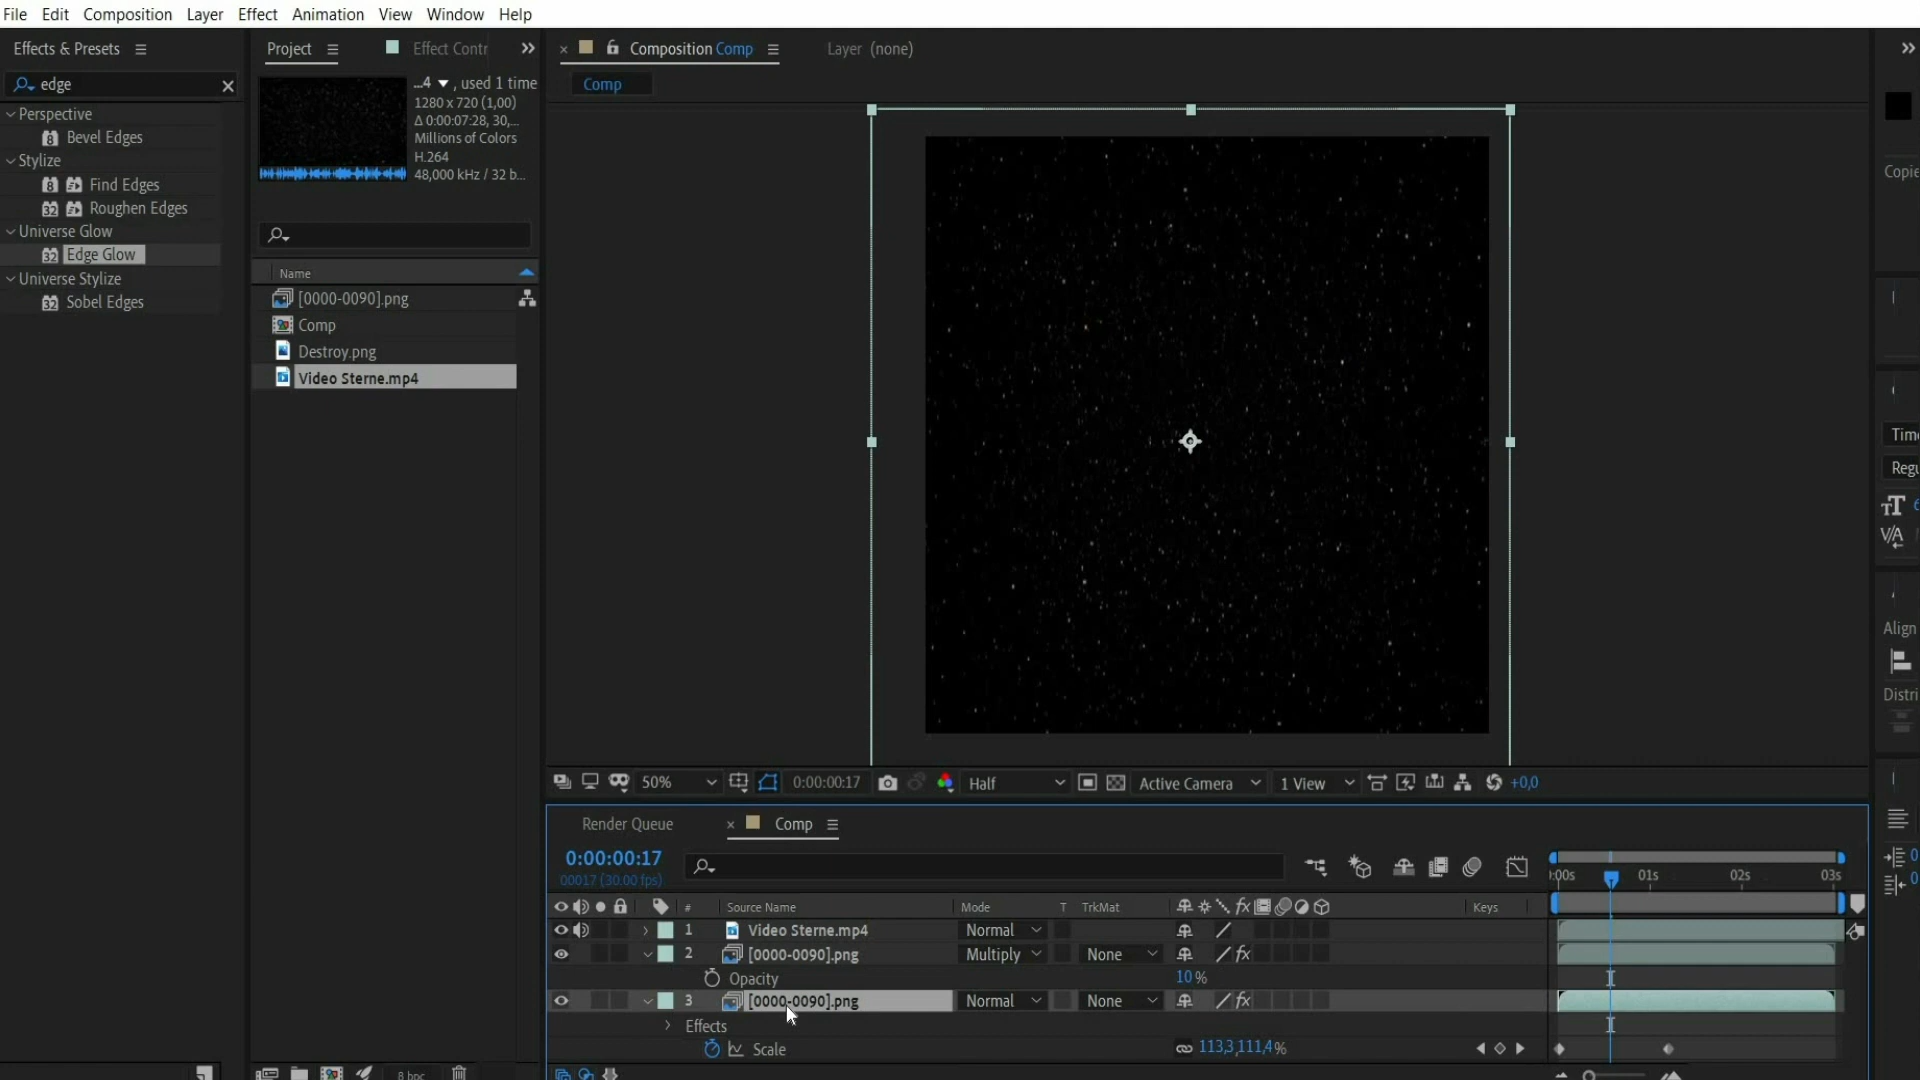 File Edit Composition Layer Effect Animation View Window Help
Effects & Presets
edge
Perspective
Bevel Edges
Stylize
Find Edges
Roughen Edges
Universe Glow
Edge Glow
Universe Stylize
Sobel Edges
Project Effect Contr
...4 , used 1 time
1280 x 720 (1,00)
Δ 0:00:07:28, 30,...
Millions of Colors
H.264
48,000 kHz / 32 b...
Name
[0000-0090].png
Comp
Destroy.png
Video Sterne.mp4
8 bpc
Composition Comp Layer (none)
Comp
50% 0:00:00:17 Half Active Camera 1 View +0,0
Render Queue Comp
0:00:00:17
00017 (30.00 fps)
:00s 01s 02s 03s
# Source Name Mode T TrkMat Keys
1 Video Sterne.mp4 Normal
2 [0000-0090].png Multiply None
Opacity 10 %
3 [0000-0090].png Normal None
Effects
Scale 113,3,111,4 %
Copie
Time
Regu
Align
Distri